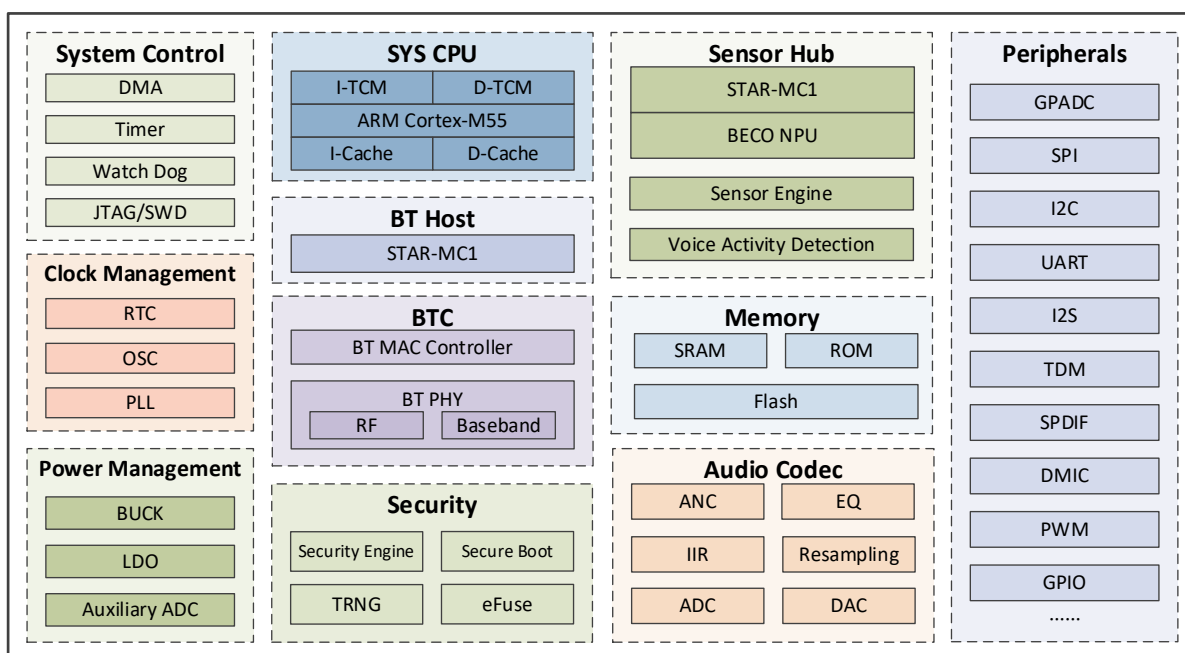 System Control
DMA
Timer
Watch Dog
JTAG/SWD
Clock Management
RTC
OSC
PLL
Power Management
BUCK
LDO
Auxiliary ADC
SYS CPU
I-TCM D-TCM
ARM Cortex-M55
I-Cache D-Cache
BT Host
STAR-MC1
BTC
BT MAC Controller
BT PHY
RF Baseband
Security
Security Engine Secure Boot
TRNG eFuse
Sensor Hub
STAR-MC1
BECO NPU
Sensor Engine
Voice Activity Detection
Memory
SRAM ROM
Flash
Audio Codec
ANC EQ
IIR Resampling
ADC DAC
Peripherals
GPADC
SPI
I2C
UART
I2S
TDM
SPDIF
DMIC
PWM
GPIO
......